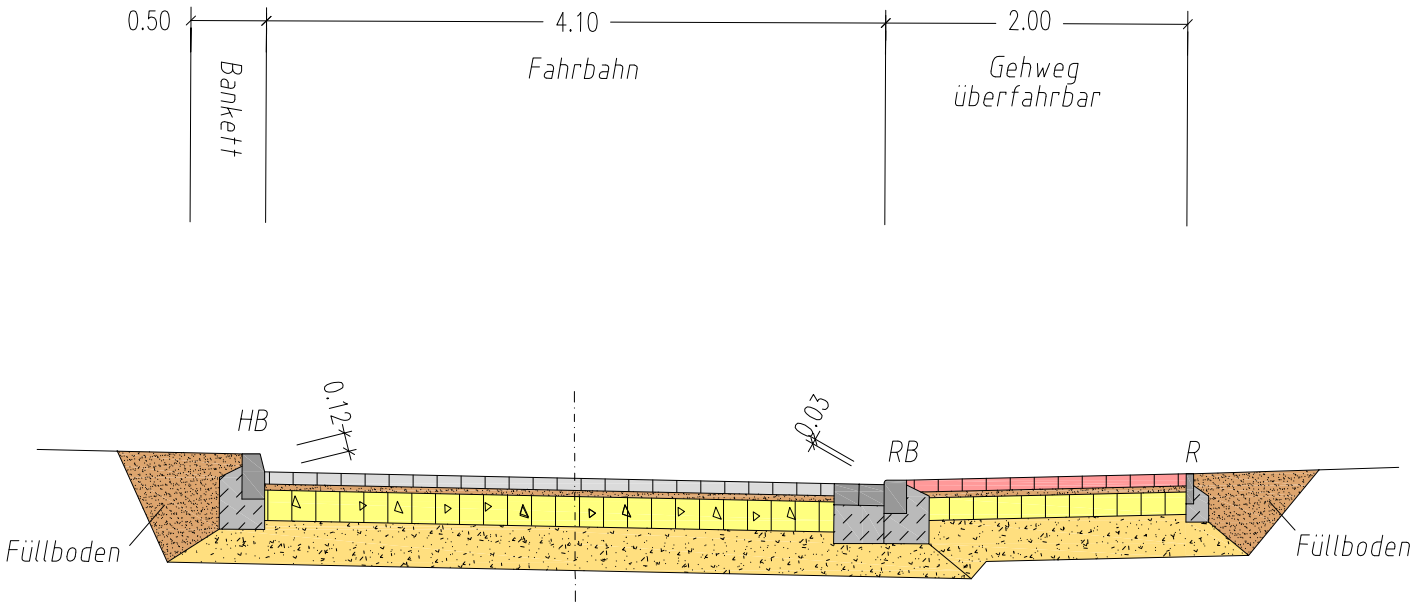 0.50
4.10
2.00
Bankett
Fahrbahn
Gehweg
überfahrbar
0.12
0.03
HB
RB
R
Füllboden
Füllboden